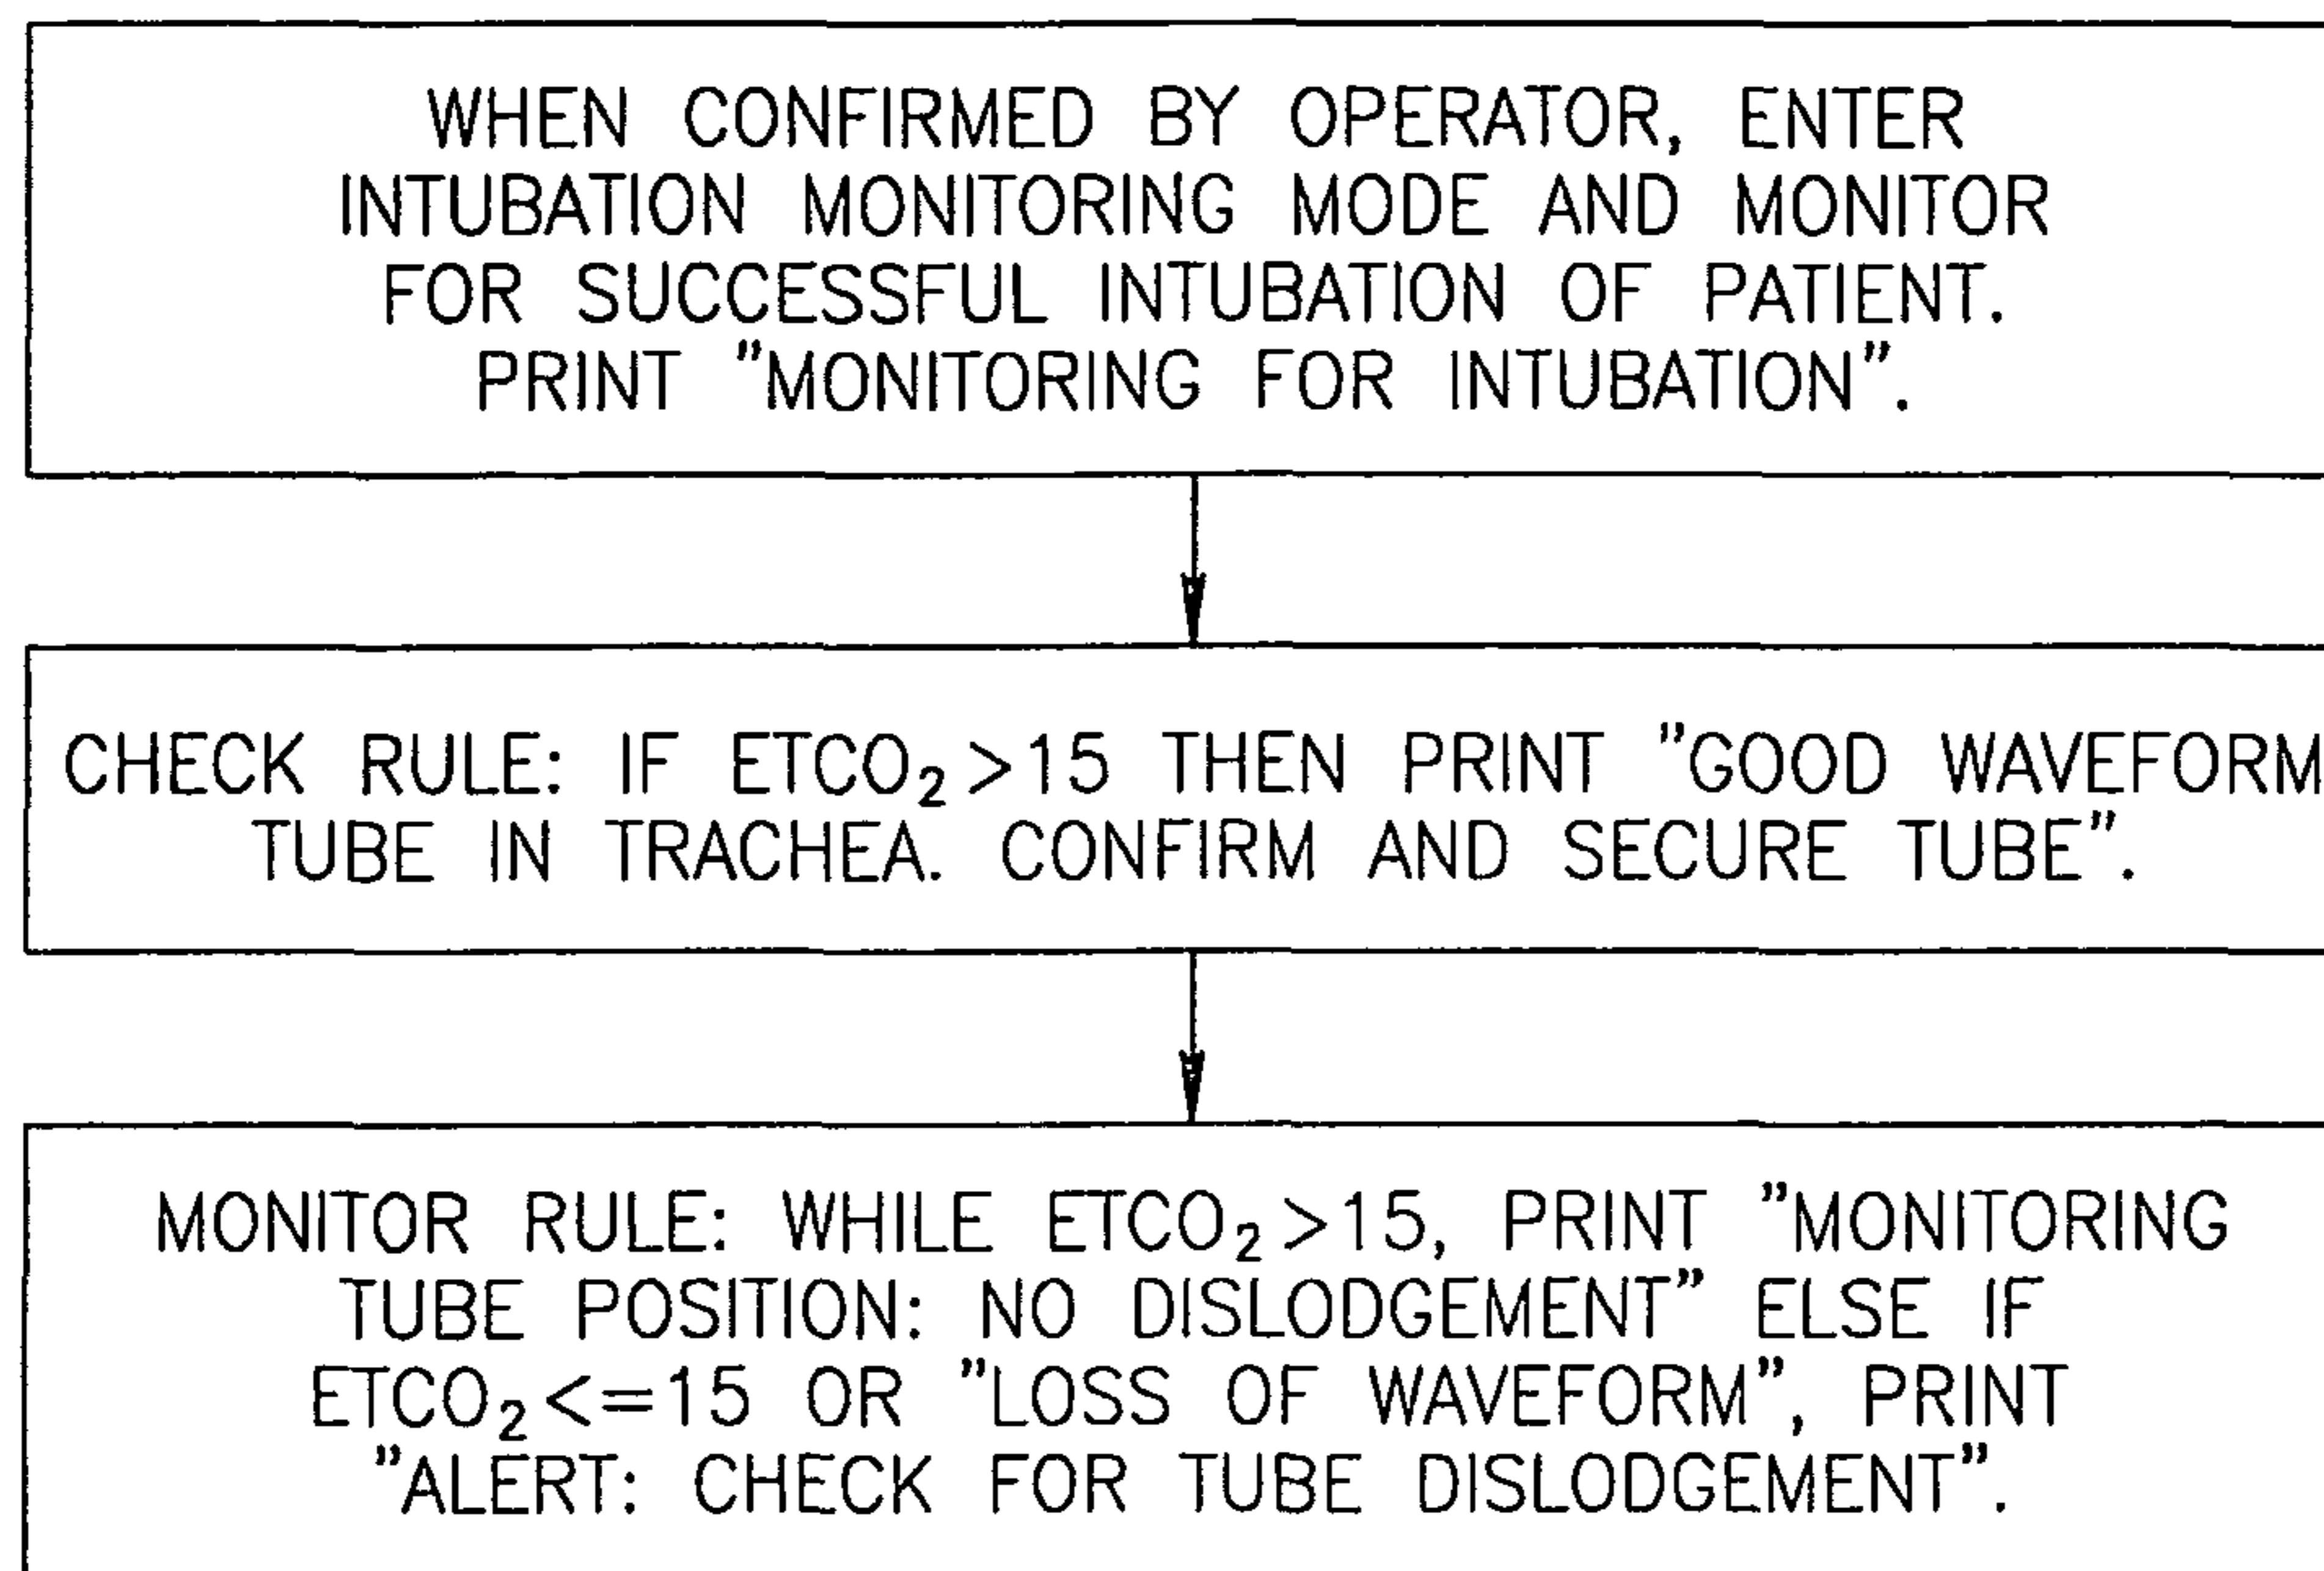 WHEN CONFIRMED BY OPERATOR, ENTER
INTUBATION MONITORING MODE AND MONITOR
FOR SUCCESSFUL INTUBATION OF PATIENT.
PRINT "MONITORING FOR INTUBATION".
CHECK RULE: IF ETCO₂>15 THEN PRINT "GOOD WAVEFORM
TUBE IN TRACHEA. CONFIRM AND SECURE TUBE".
MONITOR RULE: WHILE ETCO₂>15, PRINT "MONITORING
TUBE POSITION: NO DISLODGEMENT" ELSE IF
ETCO₂<=15 OR "LOSS OF WAVEFORM", PRINT
"ALERT: CHECK FOR TUBE DISLODGEMENT".